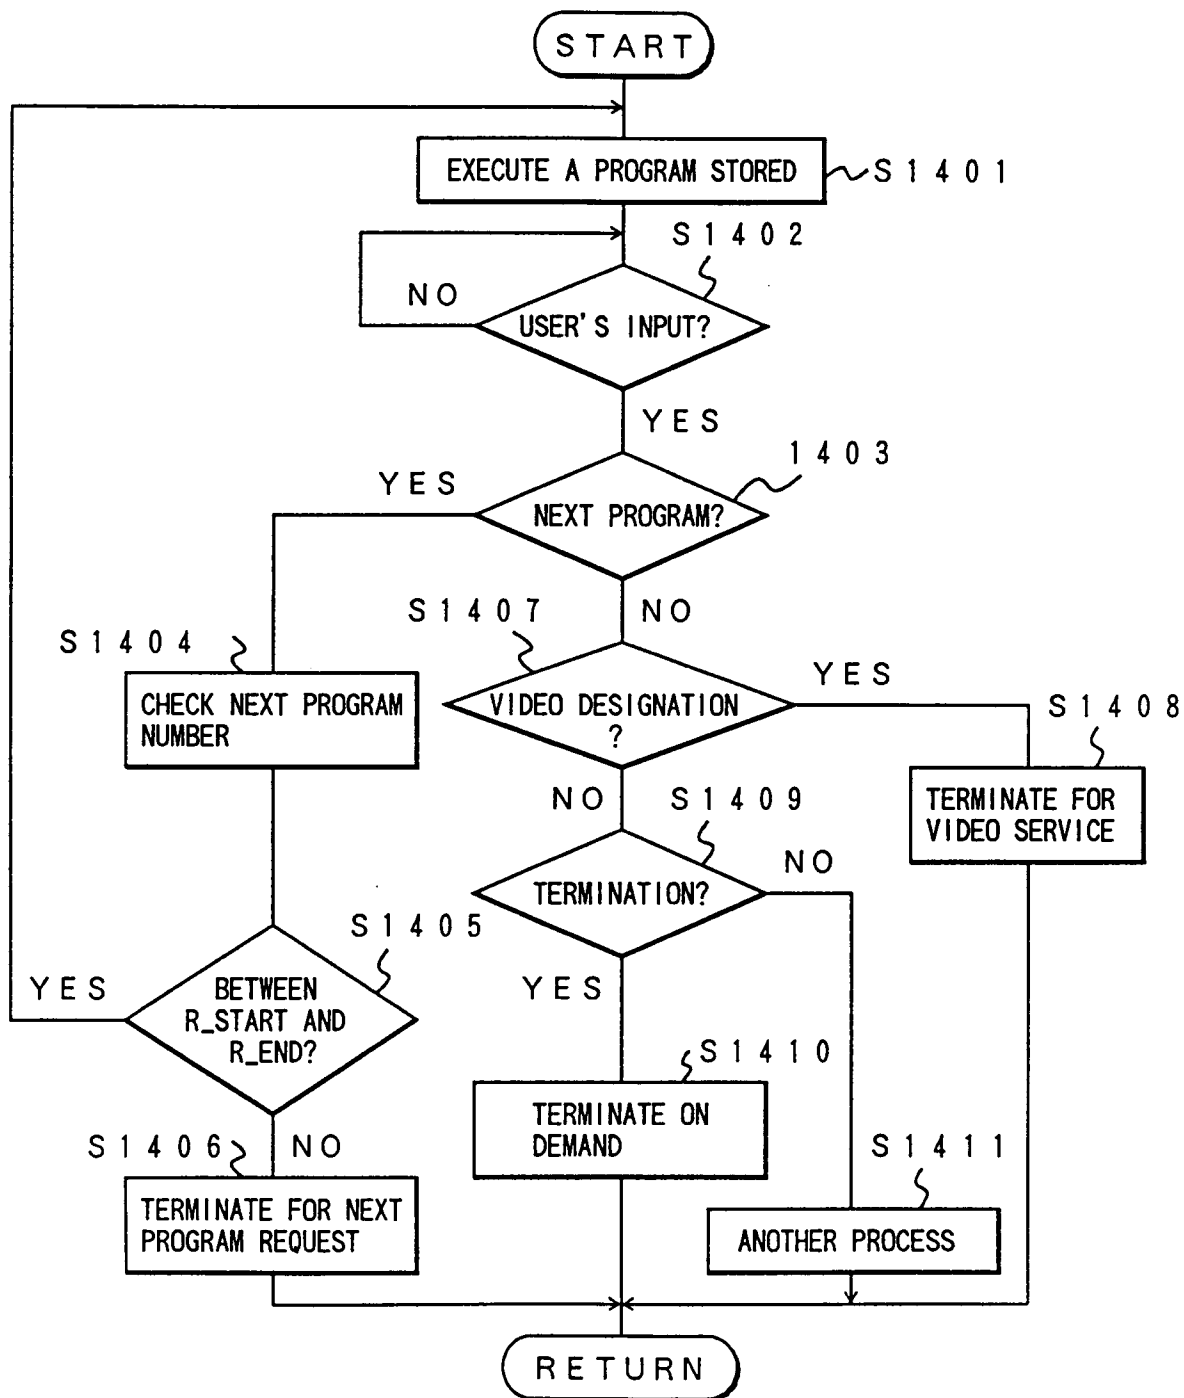 START
EXECUTE A PROGRAM STORED
S1401
S1402
NO
USER'S INPUT?
YES
1403
YES
NEXT PROGRAM?
S1407
NO
S1404
YES
CHECK NEXT PROGRAM
NUMBER
VIDEO DESIGNATION
?
S1408
NO
S1409
TERMINATE FOR
VIDEO SERVICE
NO
TERMINATION?
S1405
YES
BETWEEN
R_START AND
R_END?
YES
S1410
TERMINATE ON
DEMAND
S1406
NO
S1411
TERMINATE FOR NEXT
PROGRAM REQUEST
ANOTHER PROCESS
RETURN